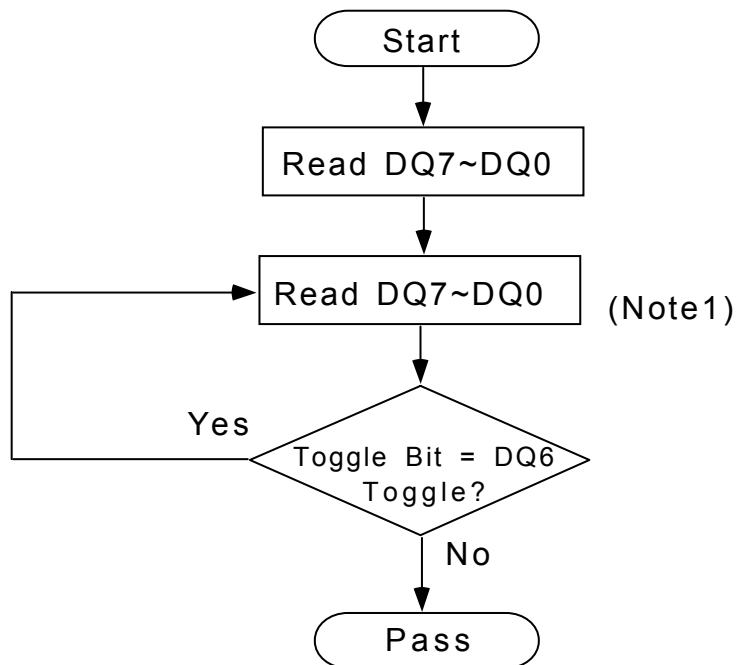 Start
Read DQ7~DQ0
Read DQ7~DQ0
(Note1)
Yes
Toggle Bit = DQ6
Toggle?
No
Pass